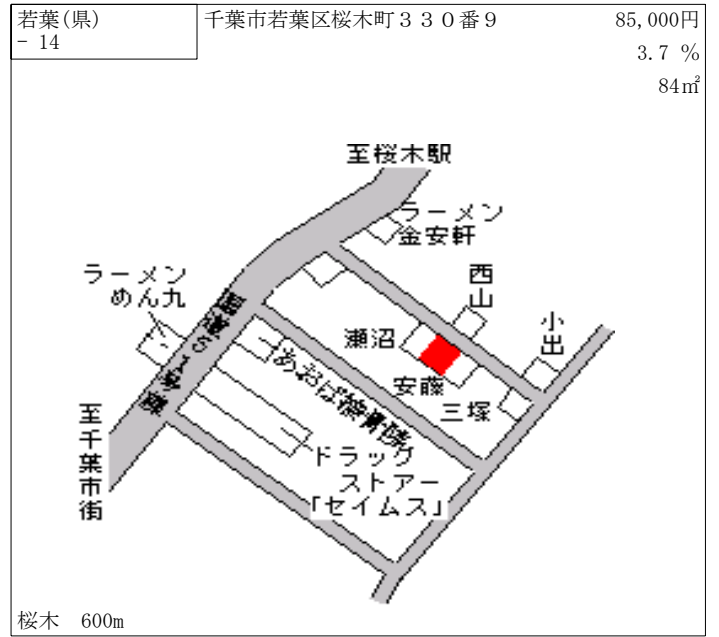 若葉(県)
- 14
千葉市若葉区桜木町３３０番９
85,000円
3.7 %
84㎡
至桜木駅
ラーメン
金安軒
ラーメン
めん九
西山
小出
瀬沼
国道５１号線
あおば接骨院
安藤
三塚
至千葉市街
ドラッグ
ストアー
「セイムス」
桜木 600m